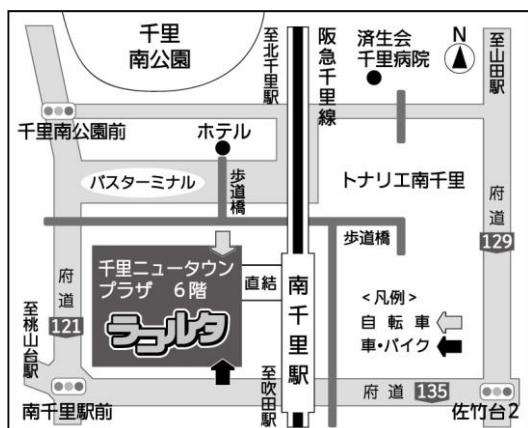 千里
南公園
至北千里駅
阪急千里線
済生会
千里病院
N
至山田駅
千里南公園前
ホテル
バスターミナル
歩道橋
トナリエ南千里
府道
129
歩道橋
千里ニュータウン
プラザ 6階
ラコルタ
直結
南千里駅
<凡例>
自転車
車・バイク
府道
121
至桃山台駅
南千里駅前
至吹田駅
府道 135
佐竹台2